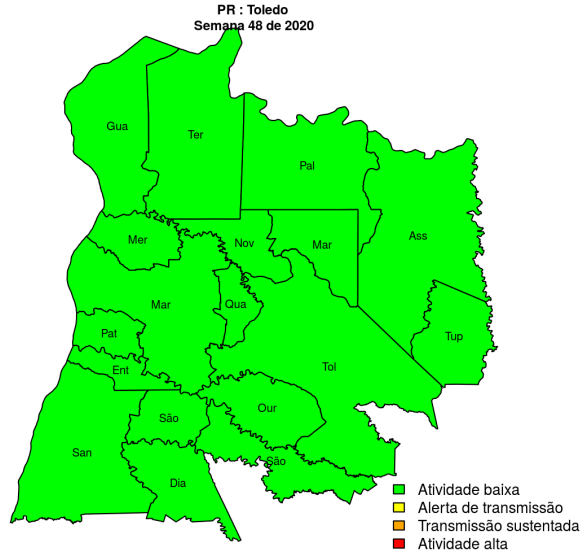 PR : Toledo
Semana 48 de 2020
Gua
Ter
Pal
Mer
Nov
Mar
Ass
Mar
Qua
Pat
Tup
Ent
Tol
São
Our
San
São
Dia
Atividade baixa
Alerta de transmissão
Transmissão sustentada
Atividade alta